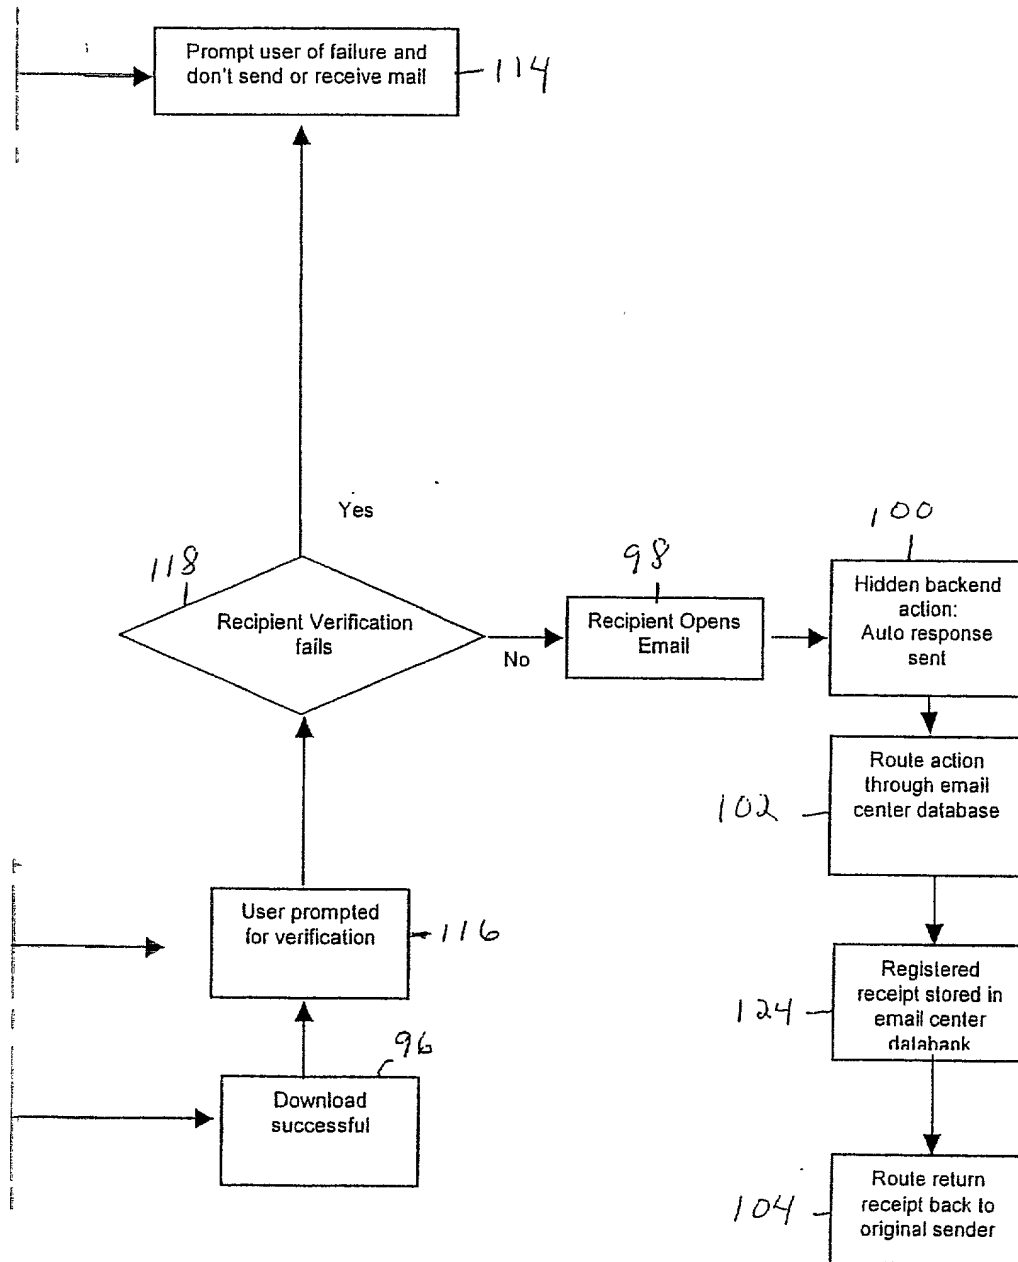 Prompt user of failure and
don't send or receive mail
114
Yes
118
Recipient Verification
fails
No
98
Recipient Opens
Email
100
Hidden backend
action:
Auto response
sent
102
Route action
through email
center database
User prompted
for verification
116
124
Registered
receipt stored in
email center
databank
96
Download
successful
104
Route return
receipt back to
original sender